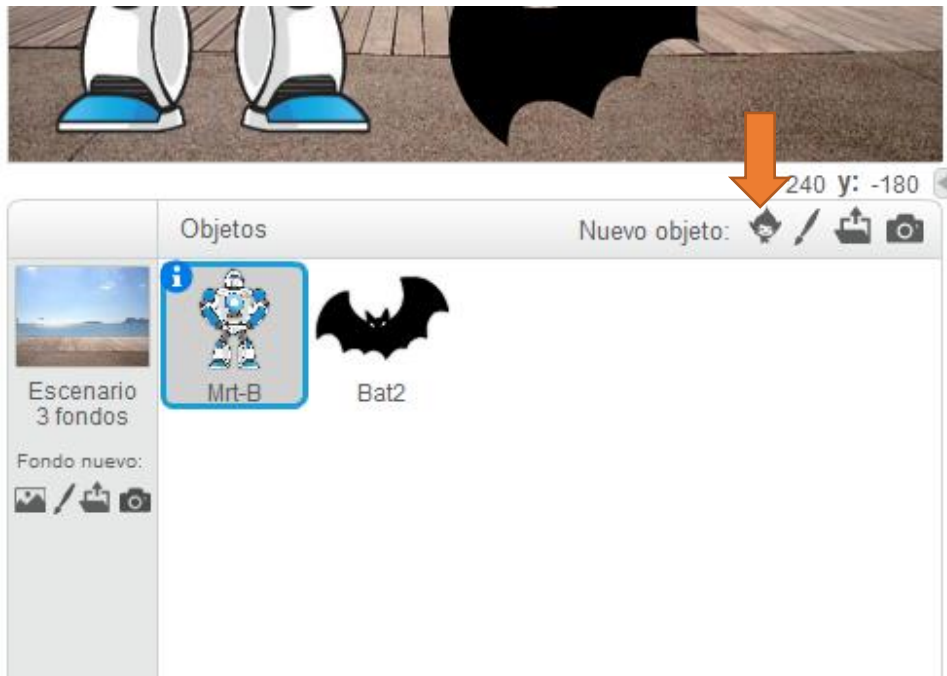 240 y: -180
Objetos
Nuevo objeto:
Mrt-B
Bat2
Escenario
3 fondos
Fondo nuevo: